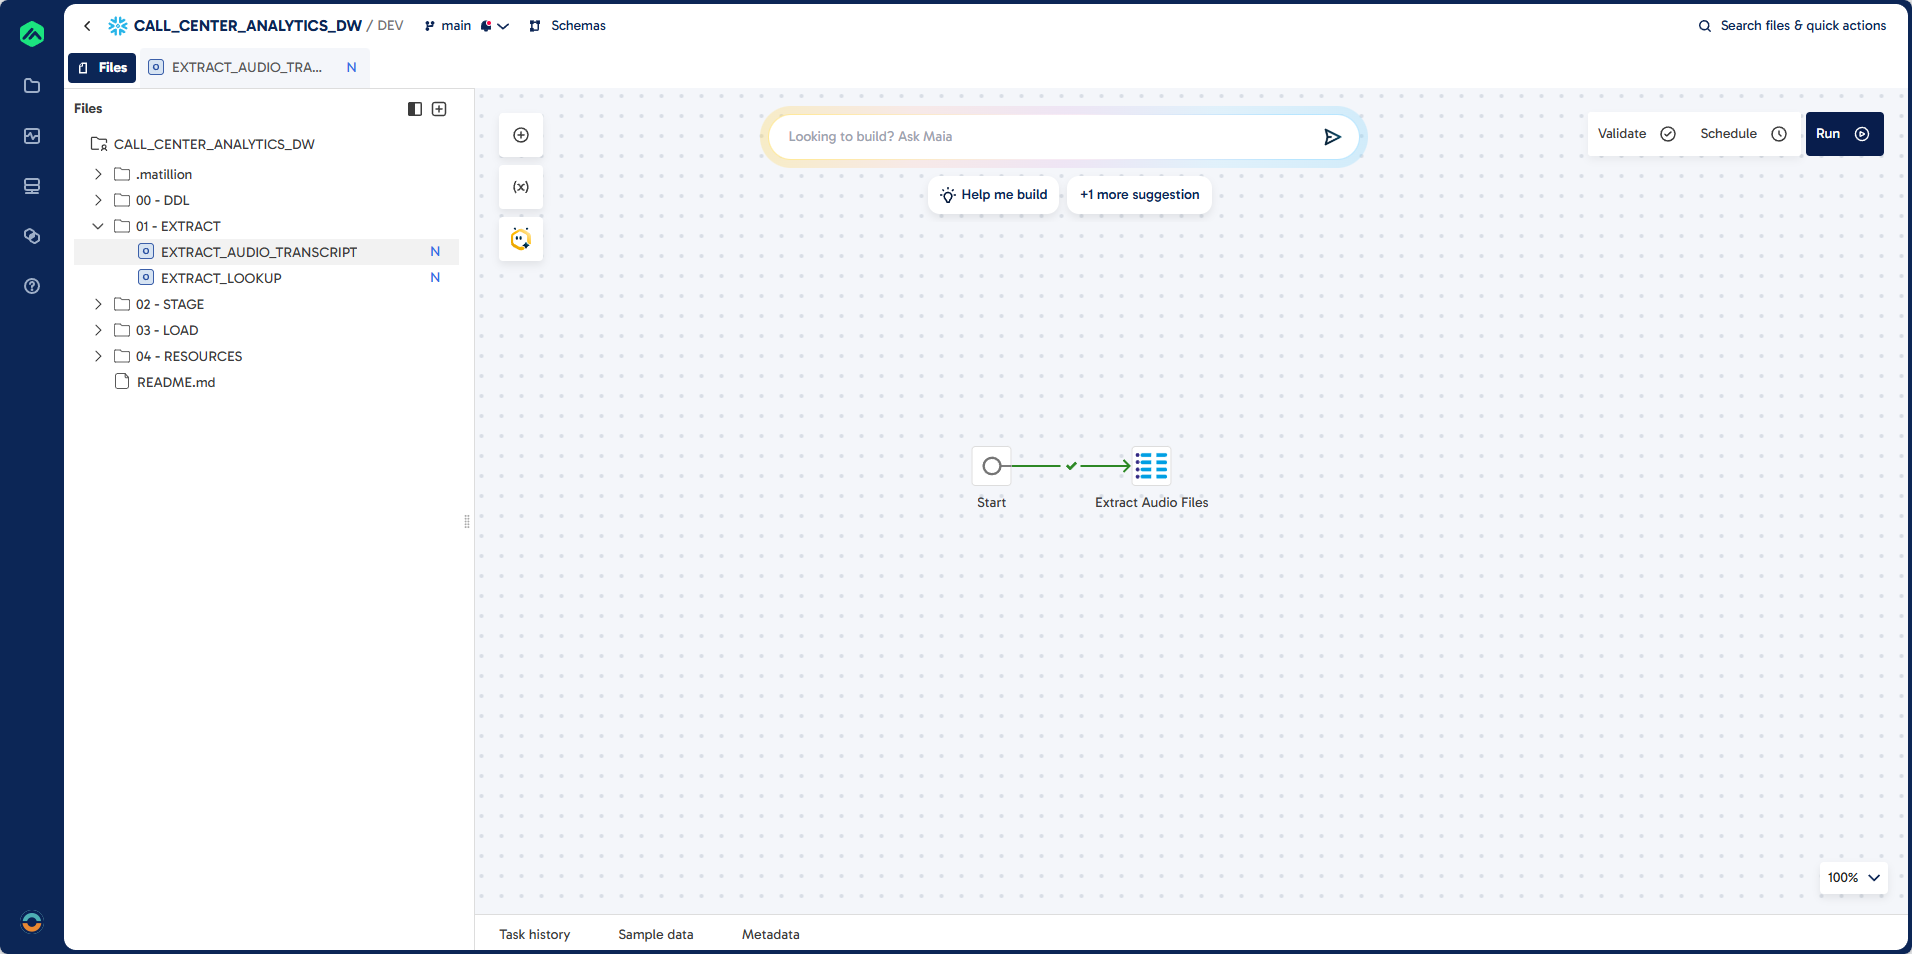 CALL_CENTER_ANALYTICS_DW / DEV
main
Schemas
Search files & quick actions
Files
EXTRACT_AUDIO_TRA...
N
Files
CALL_CENTER_ANALYTICS_DW
.matillion
00 - DDL
01 - EXTRACT
EXTRACT_AUDIO_TRANSCRIPT N
EXTRACT_LOOKUP N
02 - STAGE
03 - LOAD
04 - RESOURCES
README.md
(x)
Looking to build? Ask Maia
Help me build
+1 more suggestion
Validate
Schedule
Run
Start
Extract Audio Files
100%
Task history
Sample data
Metadata